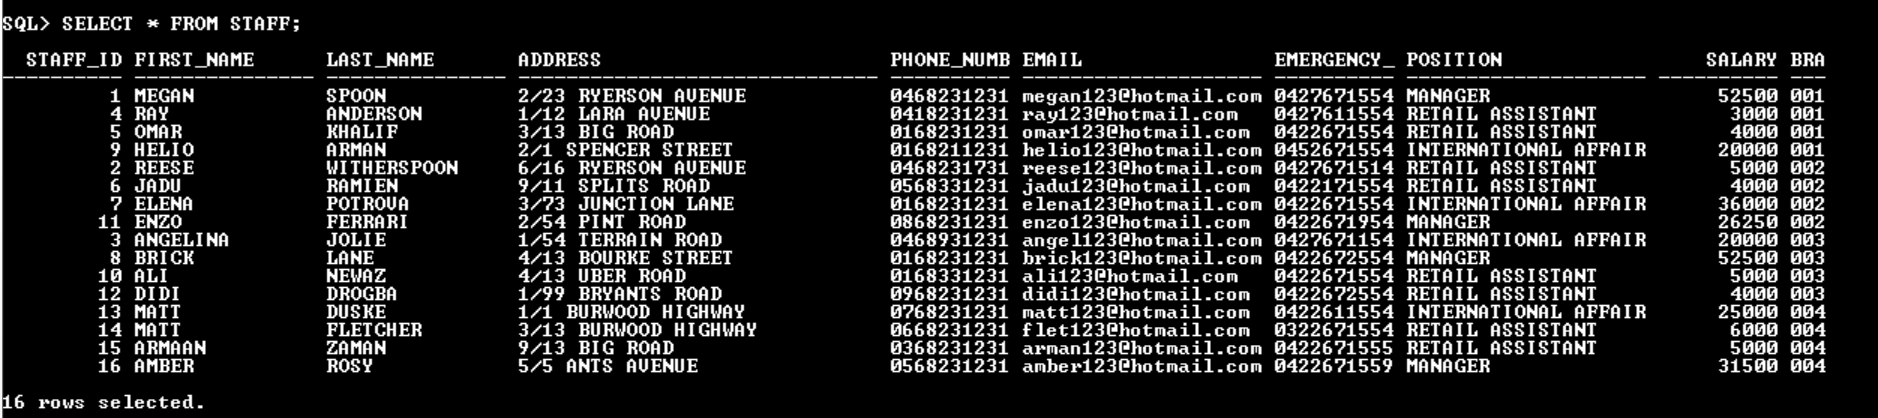 SQL> SELECT * FROM STAFF;
STAFF_ID FIRST_NAME LAST_NAME ADDRESS PHONE_NUMB EMAIL EMERGENCY_ POSITION SALARY BRA
---------- --------------- --------------- ------------------------------ ---------- -------------------- ---------- -------------------- ---------- ---
1 MEGAN SPOON 2/23 RYERSON AVENUE 0468231231 megan123@hotmail.com 0427671554 MANAGER 52500 001
4 RAY ANDERSON 1/12 LARA AVENUE 0418231231 ray123@hotmail.com 0427611554 RETAIL ASSISTANT 3000 001
5 OMAR KHALIF 3/13 BIG ROAD 0168231231 omar123@hotmail.com 0422671554 RETAIL ASSISTANT 4000 001
9 HELIO ARMAN 2/1 SPENCER STREET 0168211231 helio123@hotmail.com 0452671554 INTERNATIONAL AFFAIR 20000 001
2 REESE WITHERSPOON 6/16 RYERSON AVENUE 0468231731 reese123@hotmail.com 0427671514 RETAIL ASSISTANT 5000 002
6 JADU RAMIEN 9/11 SPLITS ROAD 0568331231 jadu123@hotmail.com 0422171554 RETAIL ASSISTANT 4000 002
7 ELENA POTROVA 3/73 JUNCTION LANE 0168231231 elena123@hotmail.com 0422671554 INTERNATIONAL AFFAIR 36000 002
11 ENZO FERRARI 2/54 PINT ROAD 0868231231 enzo123@hotmail.com 0422671954 MANAGER 26250 002
3 ANGELINA JOLIE 1/54 TERRAIN ROAD 0468931231 angel123@hotmail.com 0427671154 INTERNATIONAL AFFAIR 20000 003
8 BRICK LANE 4/13 BOURKE STREET 0168231231 brick123@hotmail.com 0422672554 MANAGER 52500 003
10 ALI NEWAZ 4/13 UBER ROAD 0168331231 ali123@hotmail.com 0422671554 RETAIL ASSISTANT 5000 003
12 DIDI DROGBA 1/99 BRYANTS ROAD 0968231231 didi123@hotmail.com 0422672554 RETAIL ASSISTANT 4000 003
13 MATT DUSKE 1/1 BURWOOD HIGHWAY 0768231231 matt123@hotmail.com 0422611554 INTERNATIONAL AFFAIR 25000 004
14 MATT FLETCHER 3/13 BURWOOD HIGHWAY 0668231231 flet123@hotmail.com 0322671554 RETAIL ASSISTANT 6000 004
15 ARMAAN ZAMAN 9/13 BIG ROAD 0368231231 arman123@hotmail.com 0422671555 RETAIL ASSISTANT 5000 004
16 AMBER ROSY 5/5 ANTS AVENUE 0568231231 amber123@hotmail.com 0422671559 MANAGER 31500 004
16 rows selected.